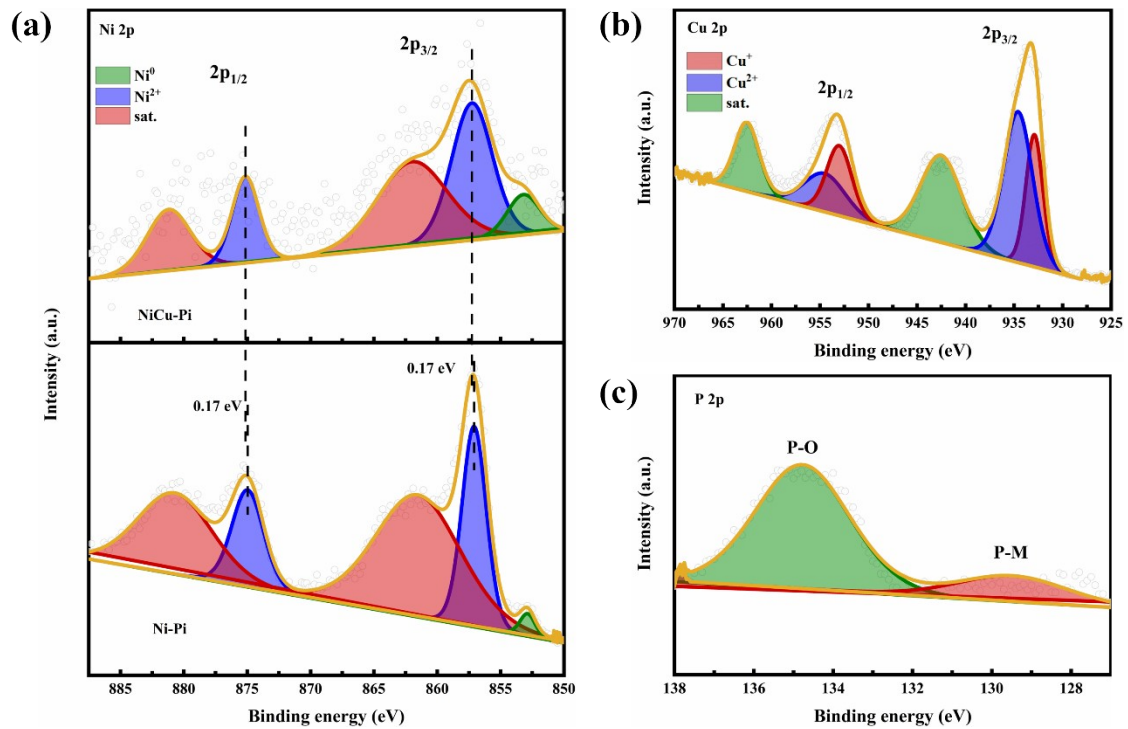 (a)
Ni 2p
2p3/2
2p1/2
Ni⁰
Ni²⁺
sat.
NiCu-Pi
0.17 eV
0.17 eV
Ni-Pi
Intensity (a.u.)
885 880 875 870 865 860 855 850
Binding energy (eV)
(b)
Cu 2p
2p3/2
Cu⁺
Cu²⁺
sat.
2p1/2
Intensity (a.u.)
970 965 960 955 950 945 940 935 930 925
Binding energy (eV)
(c)
P 2p
P-O
P-M
Intensity (a.u.)
138 136 134 132 130 128
Binding energy (eV)